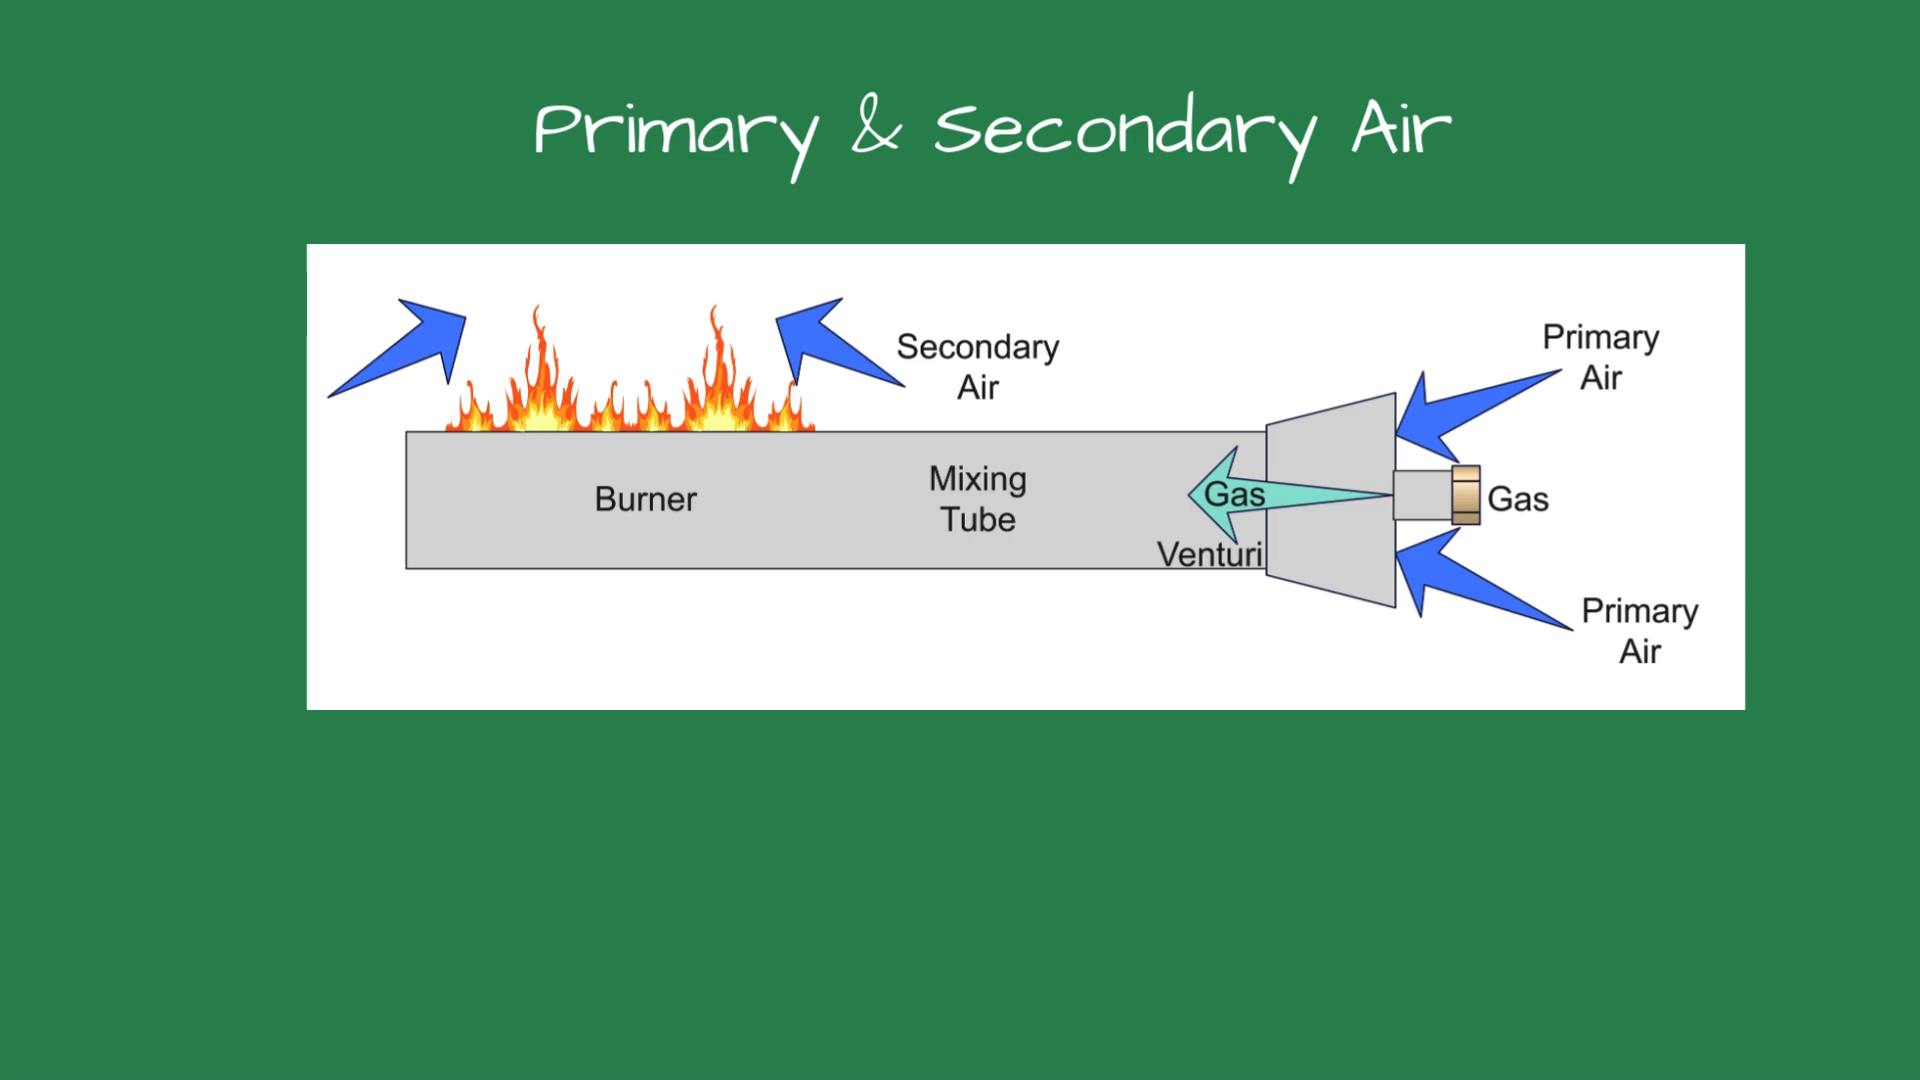 Primary & Secondary Air
Secondary
Air
Primary
Air
Burner
Mixing
Tube
Gas
Gas
Venturi
Primary
Air